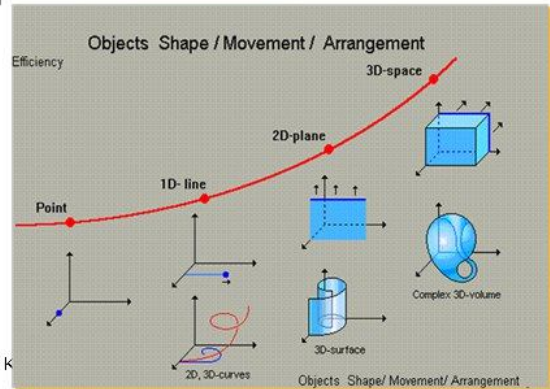 Objects Shape / Movement / Arrangement
Efficiency
3D-space
2D-plane
1D- line
Point
Complex 3D-volume
3D-surface
2D, 3D-curves
K
Objects Shape/ Movement/ Arrangement